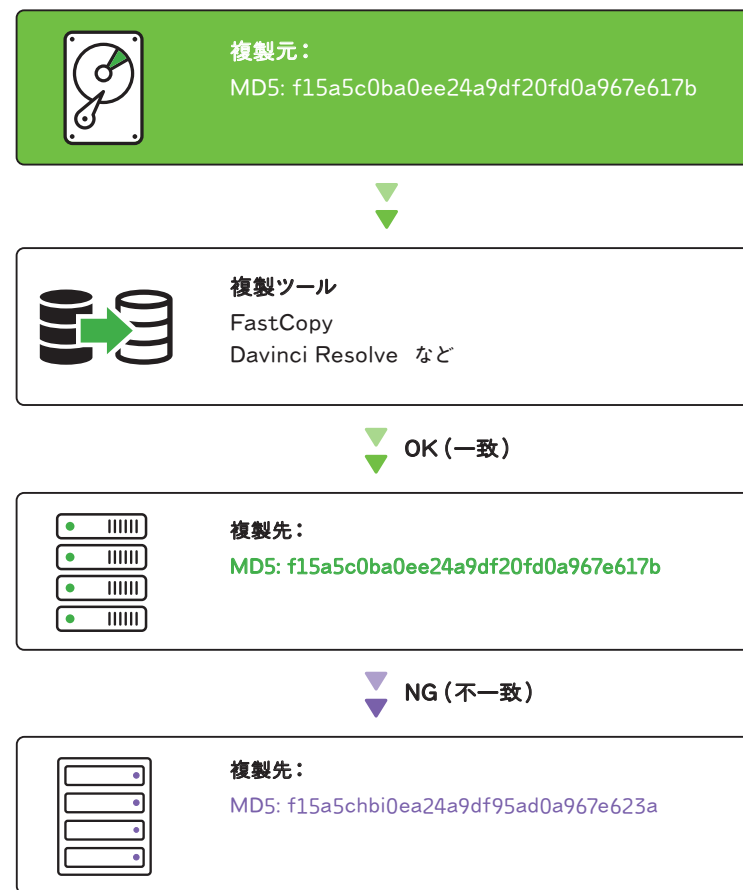 複製元：
MD5: f15a5c0ba0ee24a9df20fd0a967e617b
複製ツール
FastCopy
Davinci Resolve など
OK（一致）
複製先：
MD5: f15a5c0ba0ee24a9df20fd0a967e617b
NG（不一致）
複製先：
MD5: f15a5chbi0ea24a9df95ad0a967e623a